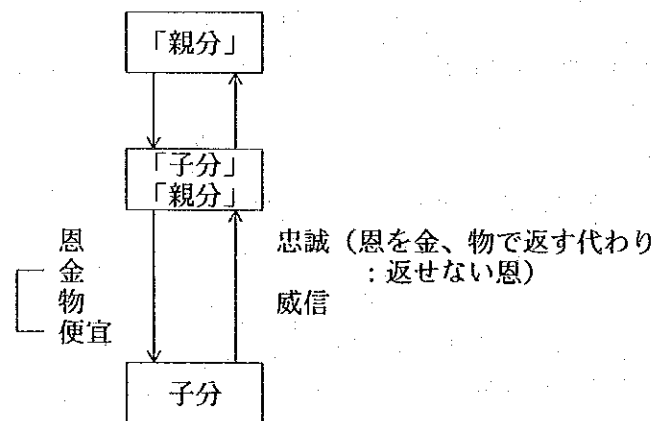 「親分」
「子分」
「親分」
恩
金
物
便宜
忠誠（恩を金、物で返す代わり
：返せない恩）
威信
子分